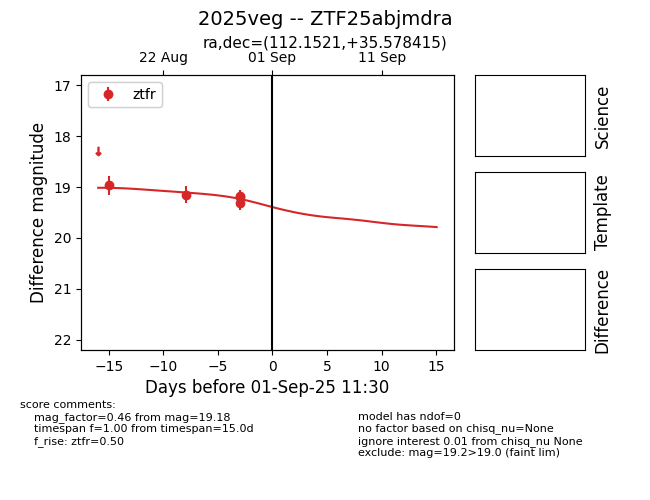 2025veg -- ZTF25abjmdra
ra,dec=(112.1521,+35.578415)
22 Aug 01 Sep 11 Sep
ztfr
17
18
19
20
21
22
Difference magnitude
−15 −10 −5 0 5 10 15
Days before 01-Sep-25 11:30
Science
Template
Difference
score comments:
mag_factor=0.46 from mag=19.18
timespan f=1.00 from timespan=15.0d
f_rise: ztfr=0.50
model has ndof=0
no factor based on chisq_nu=None
ignore interest 0.01 from chisq_nu None
exclude: mag=19.2>19.0 (faint lim)